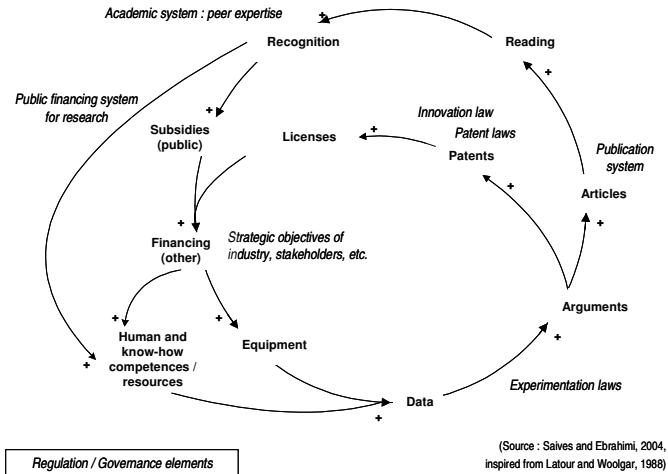 Academic system : peer expertise
+
Recognition
Reading
+
Public financing system
for research
+
Subsidies
(public)
Licenses
+
Innovation law
Patent laws
Patents
+
Publication
system
Articles
+
+
Financing
(other)
Strategic objectives of
industry, stakeholders, etc.
Arguments
+
+
+
Human and
know-how
competences /
resources
+
Equipment
Experimentation laws
Data
+
Regulation / Governance elements
(Source : Saives and Ebrahimi, 2004,
inspired from Latour and Woolgar, 1988)